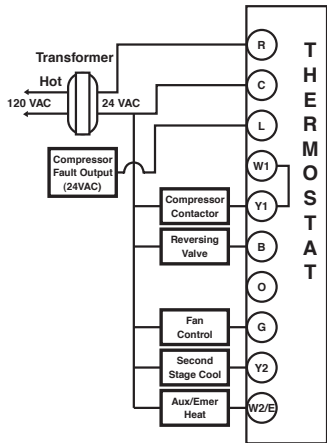 Transformer
Hot
120 VAC
24 VAC
Compressor
Fault Output
(24VAC)
Compressor
Contactor
Reversing
Valve
Fan
Control
Second
Stage Cool
Aux/Emer
Heat
R
C
L
W1
Y1
B
O
G
Y2
W2/E
THERMOSTAT